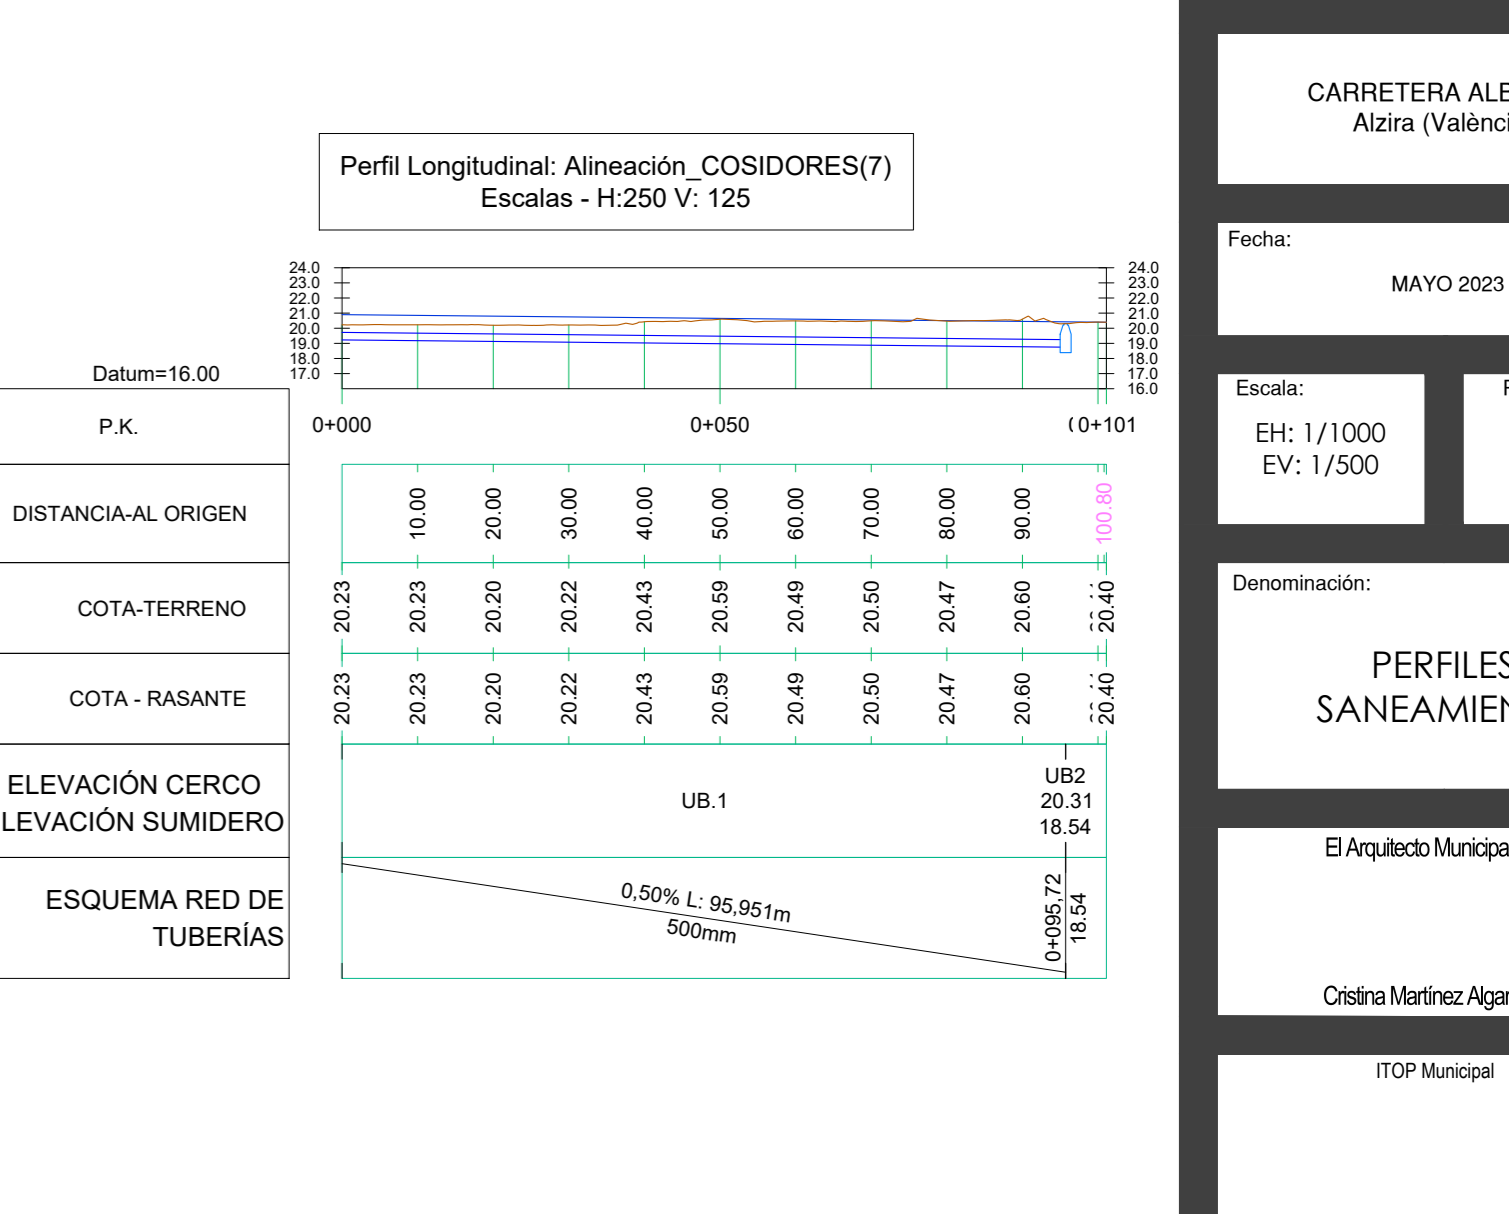 Perfil Longitudinal: Alineación_COSIDORES(7)
Escalas - H:250 V: 125
24.0
23.0
22.0
21.0
20.0
19.0
18.0
17.0
24.0
23.0
22.0
21.0
20.0
19.0
18.0
17.0
16.0
Datum=16.00
P.K.
0+000
0+050
0+101
DISTANCIA-AL ORIGEN
10.00
20.00
30.00
40.00
50.00
60.00
70.00
80.00
90.00
100.80
COTA-TERRENO
20.23
20.23
20.20
20.22
20.43
20.59
20.49
20.50
20.47
20.60
20.40
COTA - RASANTE
20.23
20.23
20.20
20.22
20.43
20.59
20.49
20.50
20.47
20.60
20.40
ELEVACIÓN CERCO
LEVACIÓN SUMIDERO
UB.1
UB2
20.31
18.54
ESQUEMA RED DE
TUBERÍAS
0,50% L: 95,951m
500mm
0+095,72
18.54
CARRETERA ALB
Alzira (Valènci
Fecha:
MAYO 2023
Escala:
EH: 1/1000
EV: 1/500
Denominación:
PERFILES
SANEAMIEN
El Arquitecto Municipa
Cristina Martínez Algar
ITOP Municipal